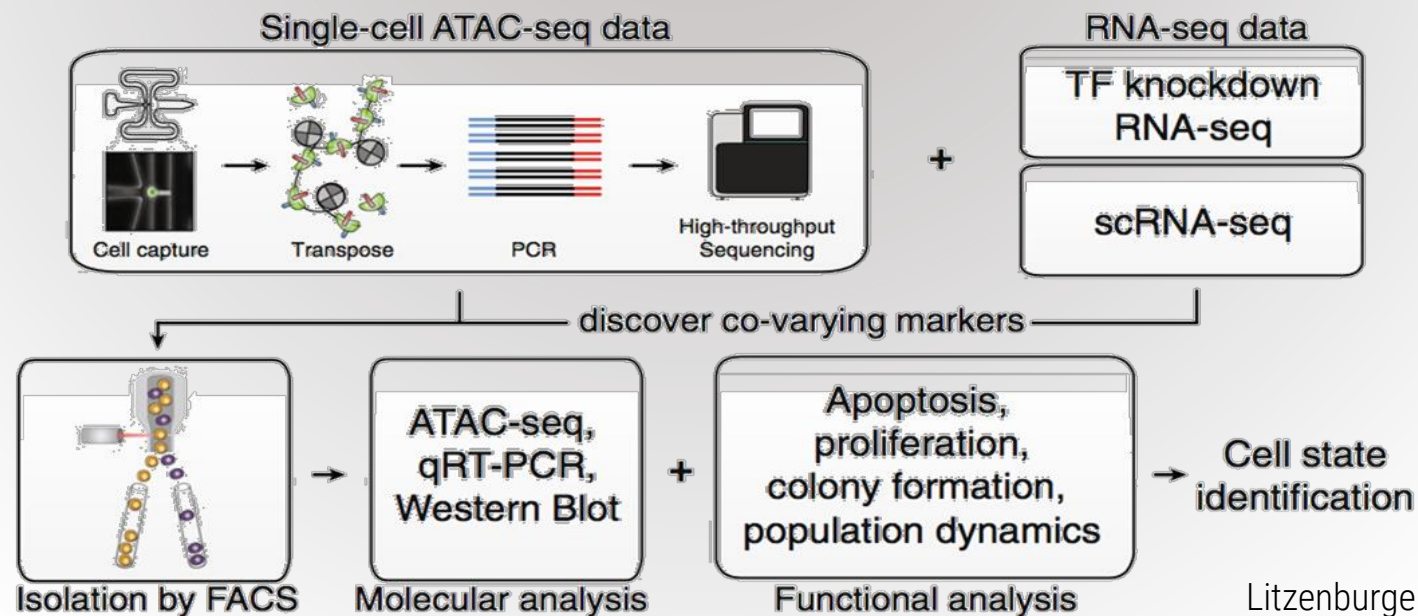 Single-cell ATAC-seq data
RNA-seq data
Cell capture
Transpose
PCR
High-throughput
Sequencing
+
TF knockdown
RNA-seq
scRNA-seq
discover co-varying markers
Isolation by FACS
ATAC-seq,
qRT-PCR,
Western Blot
Molecular analysis
+
Apoptosis,
proliferation,
colony formation,
population dynamics
Functional analysis
Cell state
identification
Litzenburge